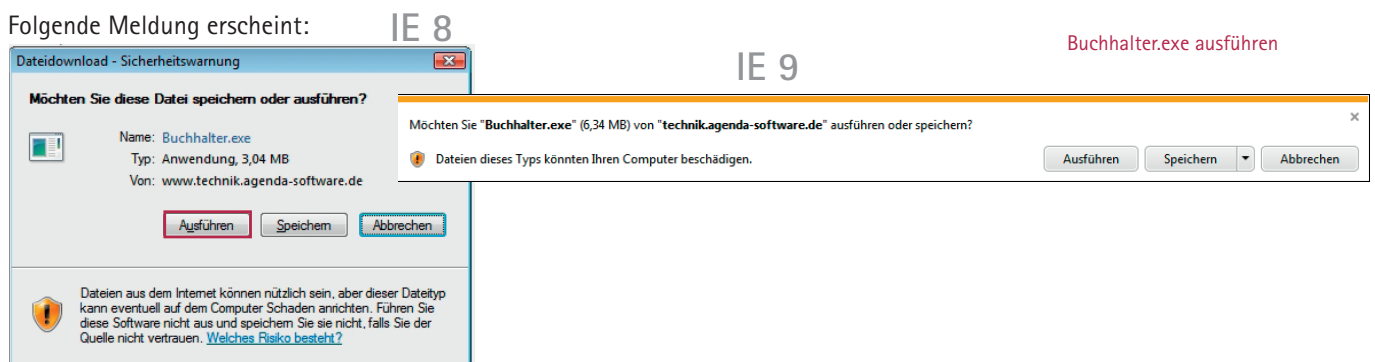 Folgende Meldung erscheint:
IE 8
Dateidownload - Sicherheitswarnung
Möchten Sie diese Datei speichern oder ausführen?
Name: Buchhalter.exe
Typ: Anwendung, 3,04 MB
Von: www.technik.agenda-software.de
Ausführen Speichern Abbrechen
Dateien aus dem Internet können nützlich sein, aber dieser Dateityp
kann eventuell auf dem Computer Schaden anrichten. Führen Sie
diese Software nicht aus und speichern Sie sie nicht, falls Sie der
Quelle nicht vertrauen. Welches Risiko besteht?
IE 9
Möchten Sie "Buchhalter.exe" (6,34 MB) von "technik.agenda-software.de" ausführen oder speichern?
Dateien dieses Typs könnten Ihren Computer beschädigen.
Ausführen Speichern Abbrechen
Buchhalter.exe ausführen